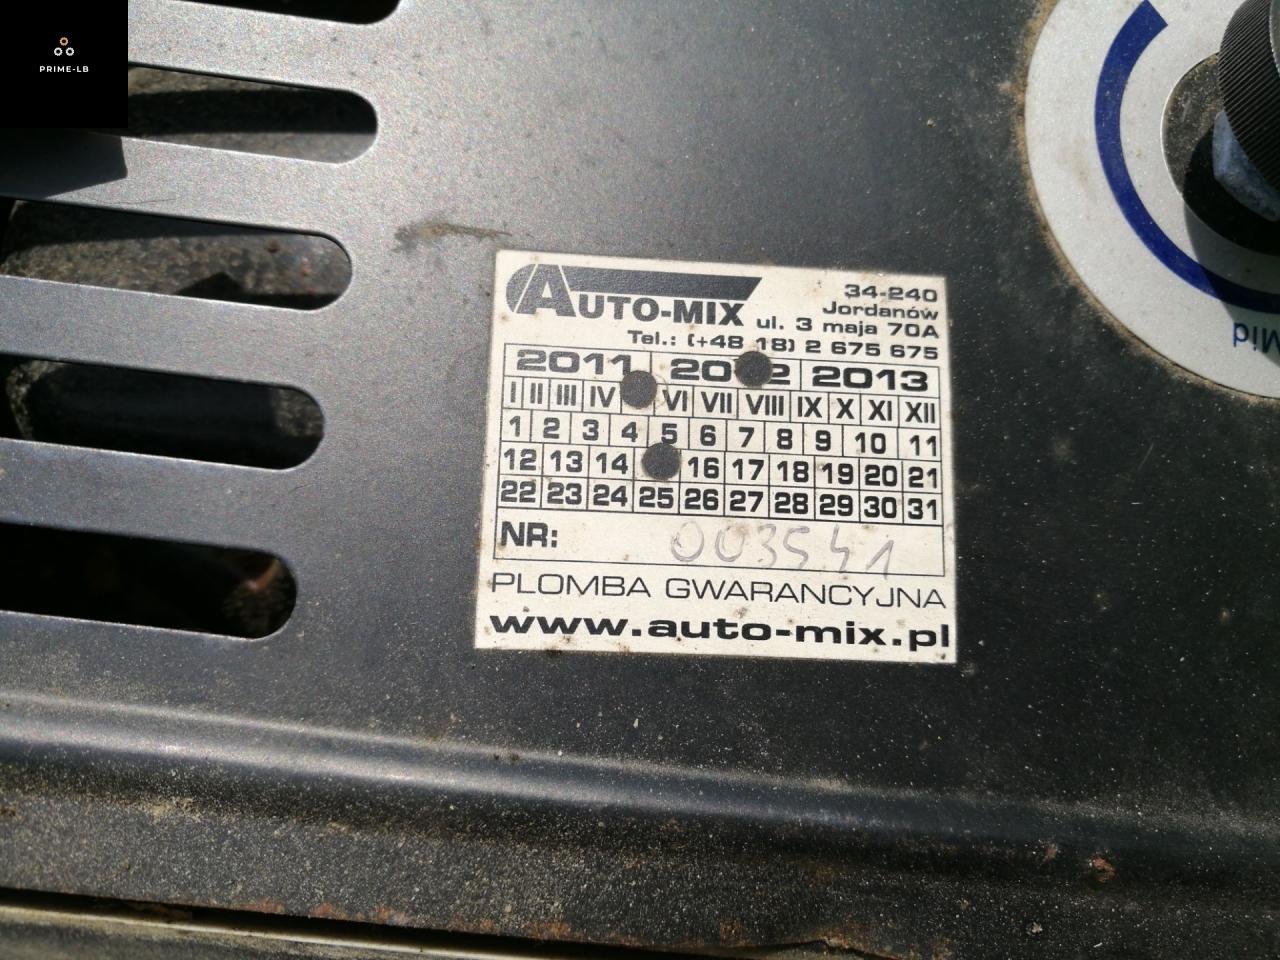 PRIME-LB
AUTO-MIX
34-240
Jordanów
ul. 3 maja 70A
Tel.: (+48 18) 2 675 675
2011 2012 2013
I II III IV VI VII VIII IX X XI XII
1 2 3 4 5 6 7 8 9 10 11
12 13 14 16 17 18 19 20 21
22 23 24 25 26 27 28 29 30 31
NR: 003541
PLOMBA GWARANCYJNA
www.auto-mix.pl
Mid